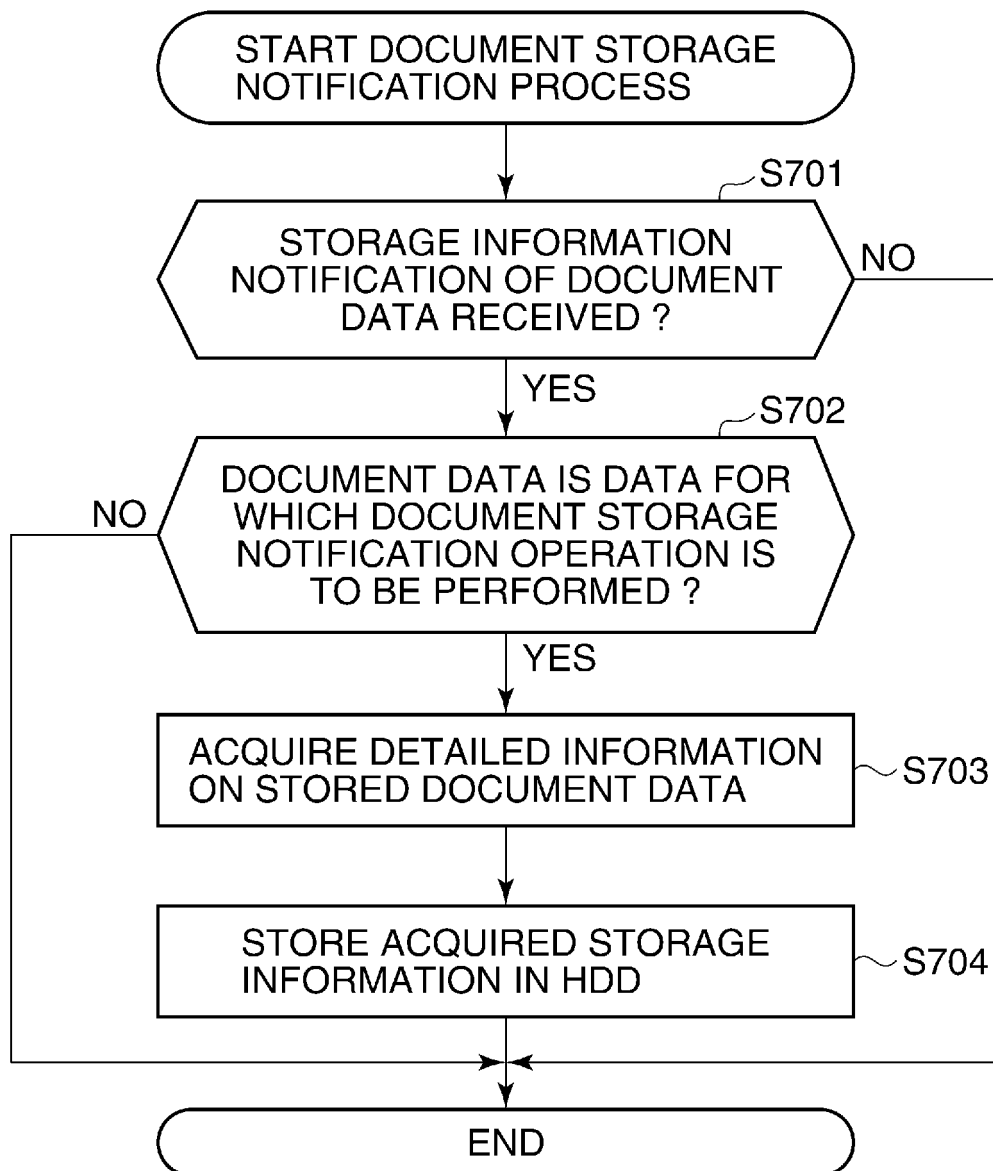 START DOCUMENT STORAGE
NOTIFICATION PROCESS
S701
STORAGE INFORMATION
NOTIFICATION OF DOCUMENT
DATA RECEIVED ?
NO
YES
S702
DOCUMENT DATA IS DATA FOR
WHICH DOCUMENT STORAGE
NOTIFICATION OPERATION IS
TO BE PERFORMED ?
NO
YES
ACQUIRE DETAILED INFORMATION
ON STORED DOCUMENT DATA
S703
STORE ACQUIRED STORAGE
INFORMATION IN HDD
S704
END